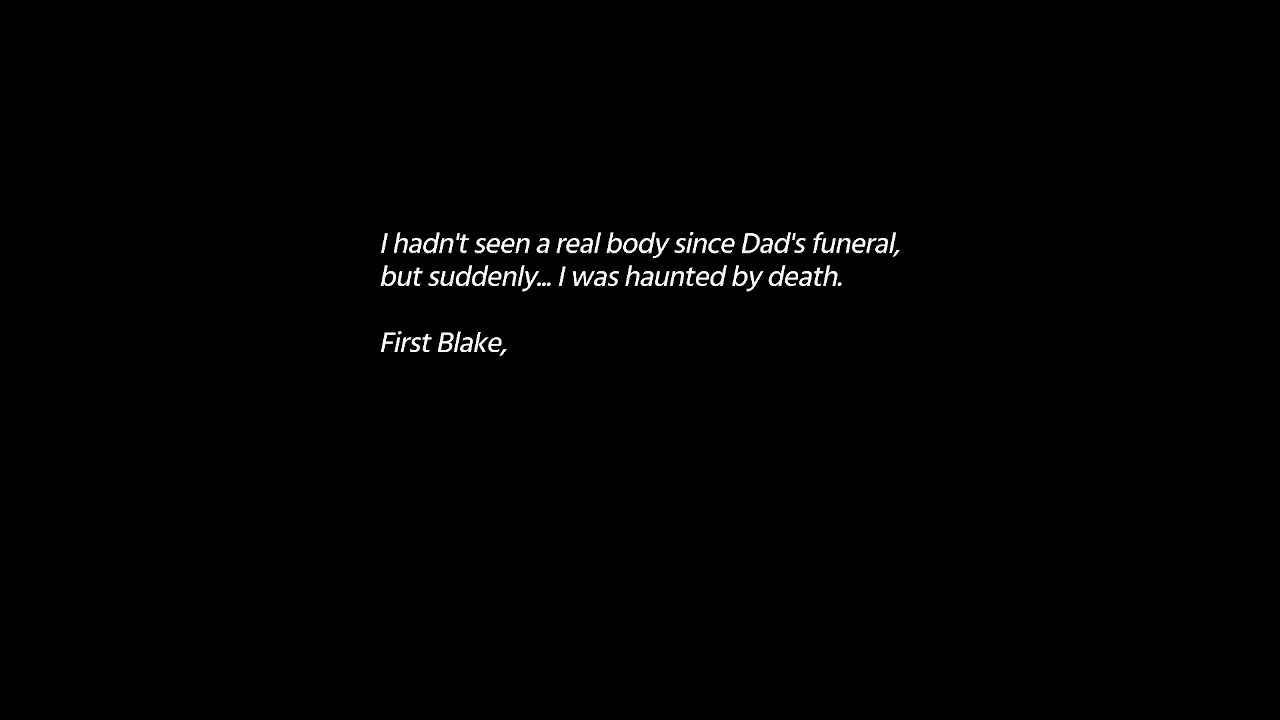 I hadn't seen a real body since Dad's funeral,
but suddenly... I was haunted by death.
First Blake,